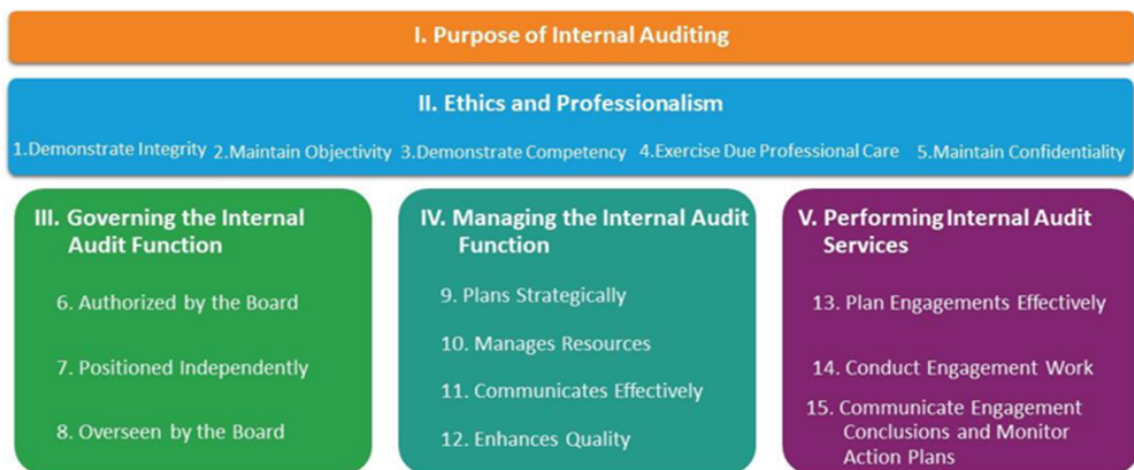 I. Purpose of Internal Auditing
II. Ethics and Professionalism
1.Demonstrate Integrity 2.Maintain Objectivity 3.Demonstrate Competency 4.Exercise Due Professional Care 5.Maintain Confidentiality
III. Governing the Internal
Audit Function
6. Authorized by the Board
7. Positioned Independently
8. Overseen by the Board
IV. Managing the Internal Audit
Function
9. Plans Strategically
10. Manages Resources
11. Communicates Effectively
12. Enhances Quality
V. Performing Internal Audit
Services
13. Plan Engagements Effectively
14. Conduct Engagement Work
15. Communicate Engagement
Conclusions and Monitor
Action Plans